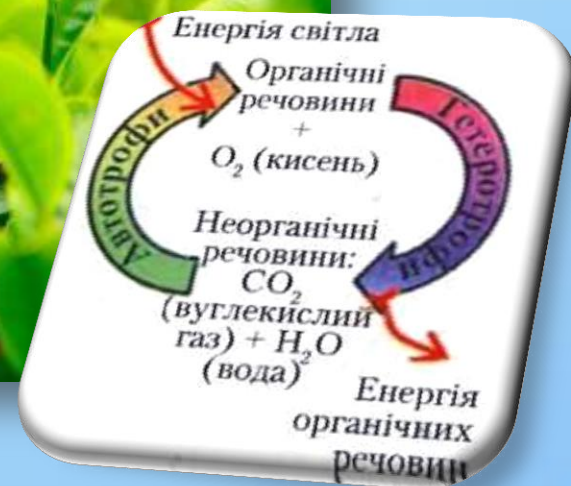 Енергія світла
Органічні
речовини
+
O₂ (кисень)
Автотрофи
Гетеротрофи
Неорганічні
речовини:
CO₂
(вуглекислий
газ) + H₂O
(вода)
Енергія
органічних
речовин